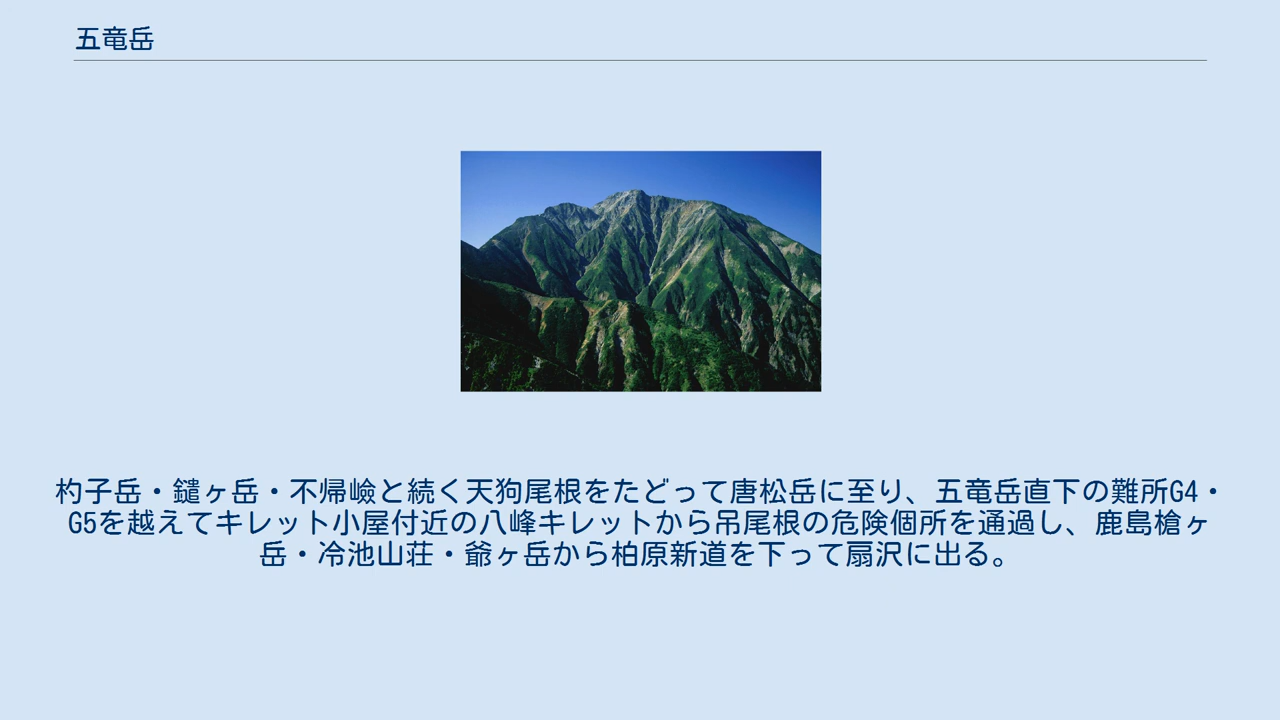 五竜岳
杓子岳・鑓ヶ岳・不帰嶮と続く天狗尾根をたどって唐松岳に至り、五竜岳直下の難所G4・
G5を越えてキレット小屋付近の八峰キレットから吊尾根の危険個所を通過し、鹿島槍ヶ
岳・冷池山荘・爺ヶ岳から柏原新道を下って扇沢に出る。